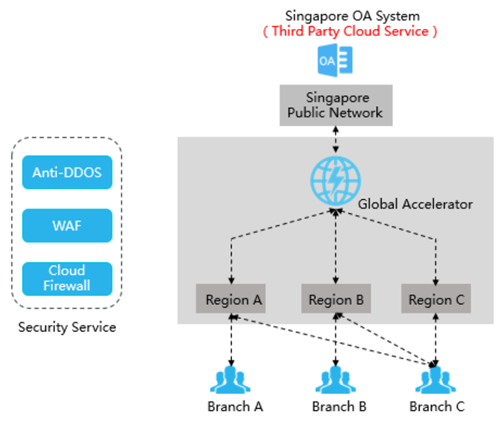 Singapore OA System
( Third Party Cloud Service )
OA
Singapore
Public Network
Anti-DDOS
WAF
Cloud
Firewall
Security Service
Global Accelerator
Region A
Region B
Region C
Branch A
Branch B
Branch C